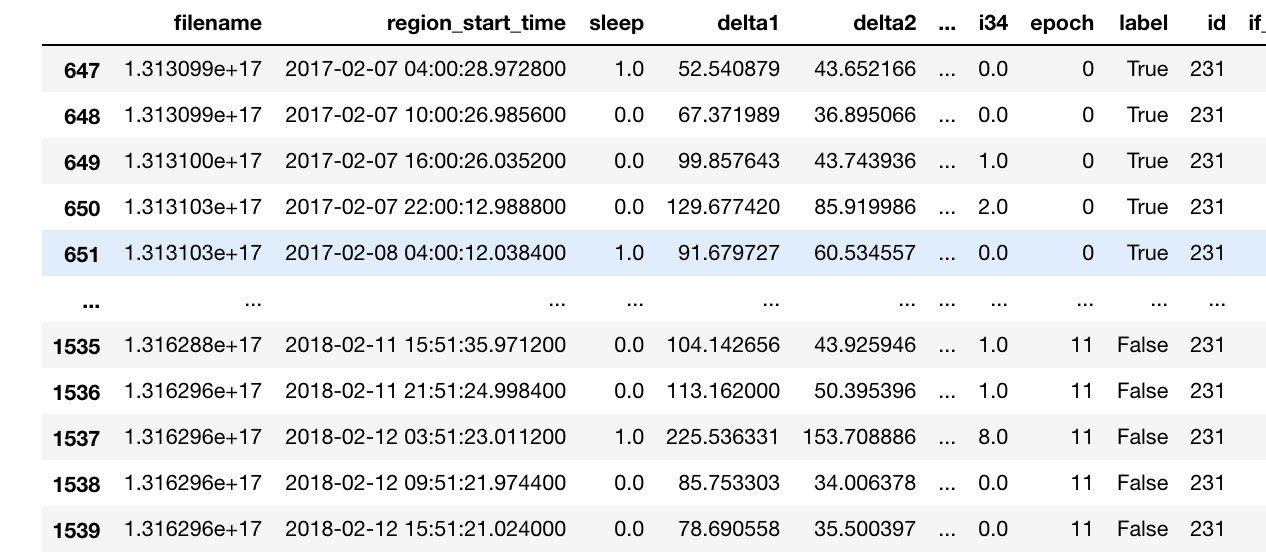 filename region_start_time sleep delta1 delta2 ... i34 epoch label id if_
647 1.313099e+17 2017-02-07 04:00:28.972800 1.0 52.540879 43.652166 ... 0.0 0 True 231
648 1.313099e+17 2017-02-07 10:00:26.985600 0.0 67.371989 36.895066 ... 0.0 0 True 231
649 1.313100e+17 2017-02-07 16:00:26.035200 0.0 99.857643 43.743936 ... 1.0 0 True 231
650 1.313103e+17 2017-02-07 22:00:12.988800 0.0 129.677420 85.919986 ... 2.0 0 True 231
651 1.313103e+17 2017-02-08 04:00:12.038400 1.0 91.679727 60.534557 ... 0.0 0 True 231
... ... ... ... ... ... ... ... ... ... ...
1535 1.316288e+17 2018-02-11 15:51:35.971200 0.0 104.142656 43.925946 ... 1.0 11 False 231
1536 1.316296e+17 2018-02-11 21:51:24.998400 0.0 113.162000 50.395396 ... 1.0 11 False 231
1537 1.316296e+17 2018-02-12 03:51:23.011200 1.0 225.536331 153.708886 ... 8.0 11 False 231
1538 1.316296e+17 2018-02-12 09:51:21.974400 0.0 85.753303 34.006378 ... 0.0 11 False 231
1539 1.316296e+17 2018-02-12 15:51:21.024000 0.0 78.690558 35.500397 ... 0.0 11 False 231